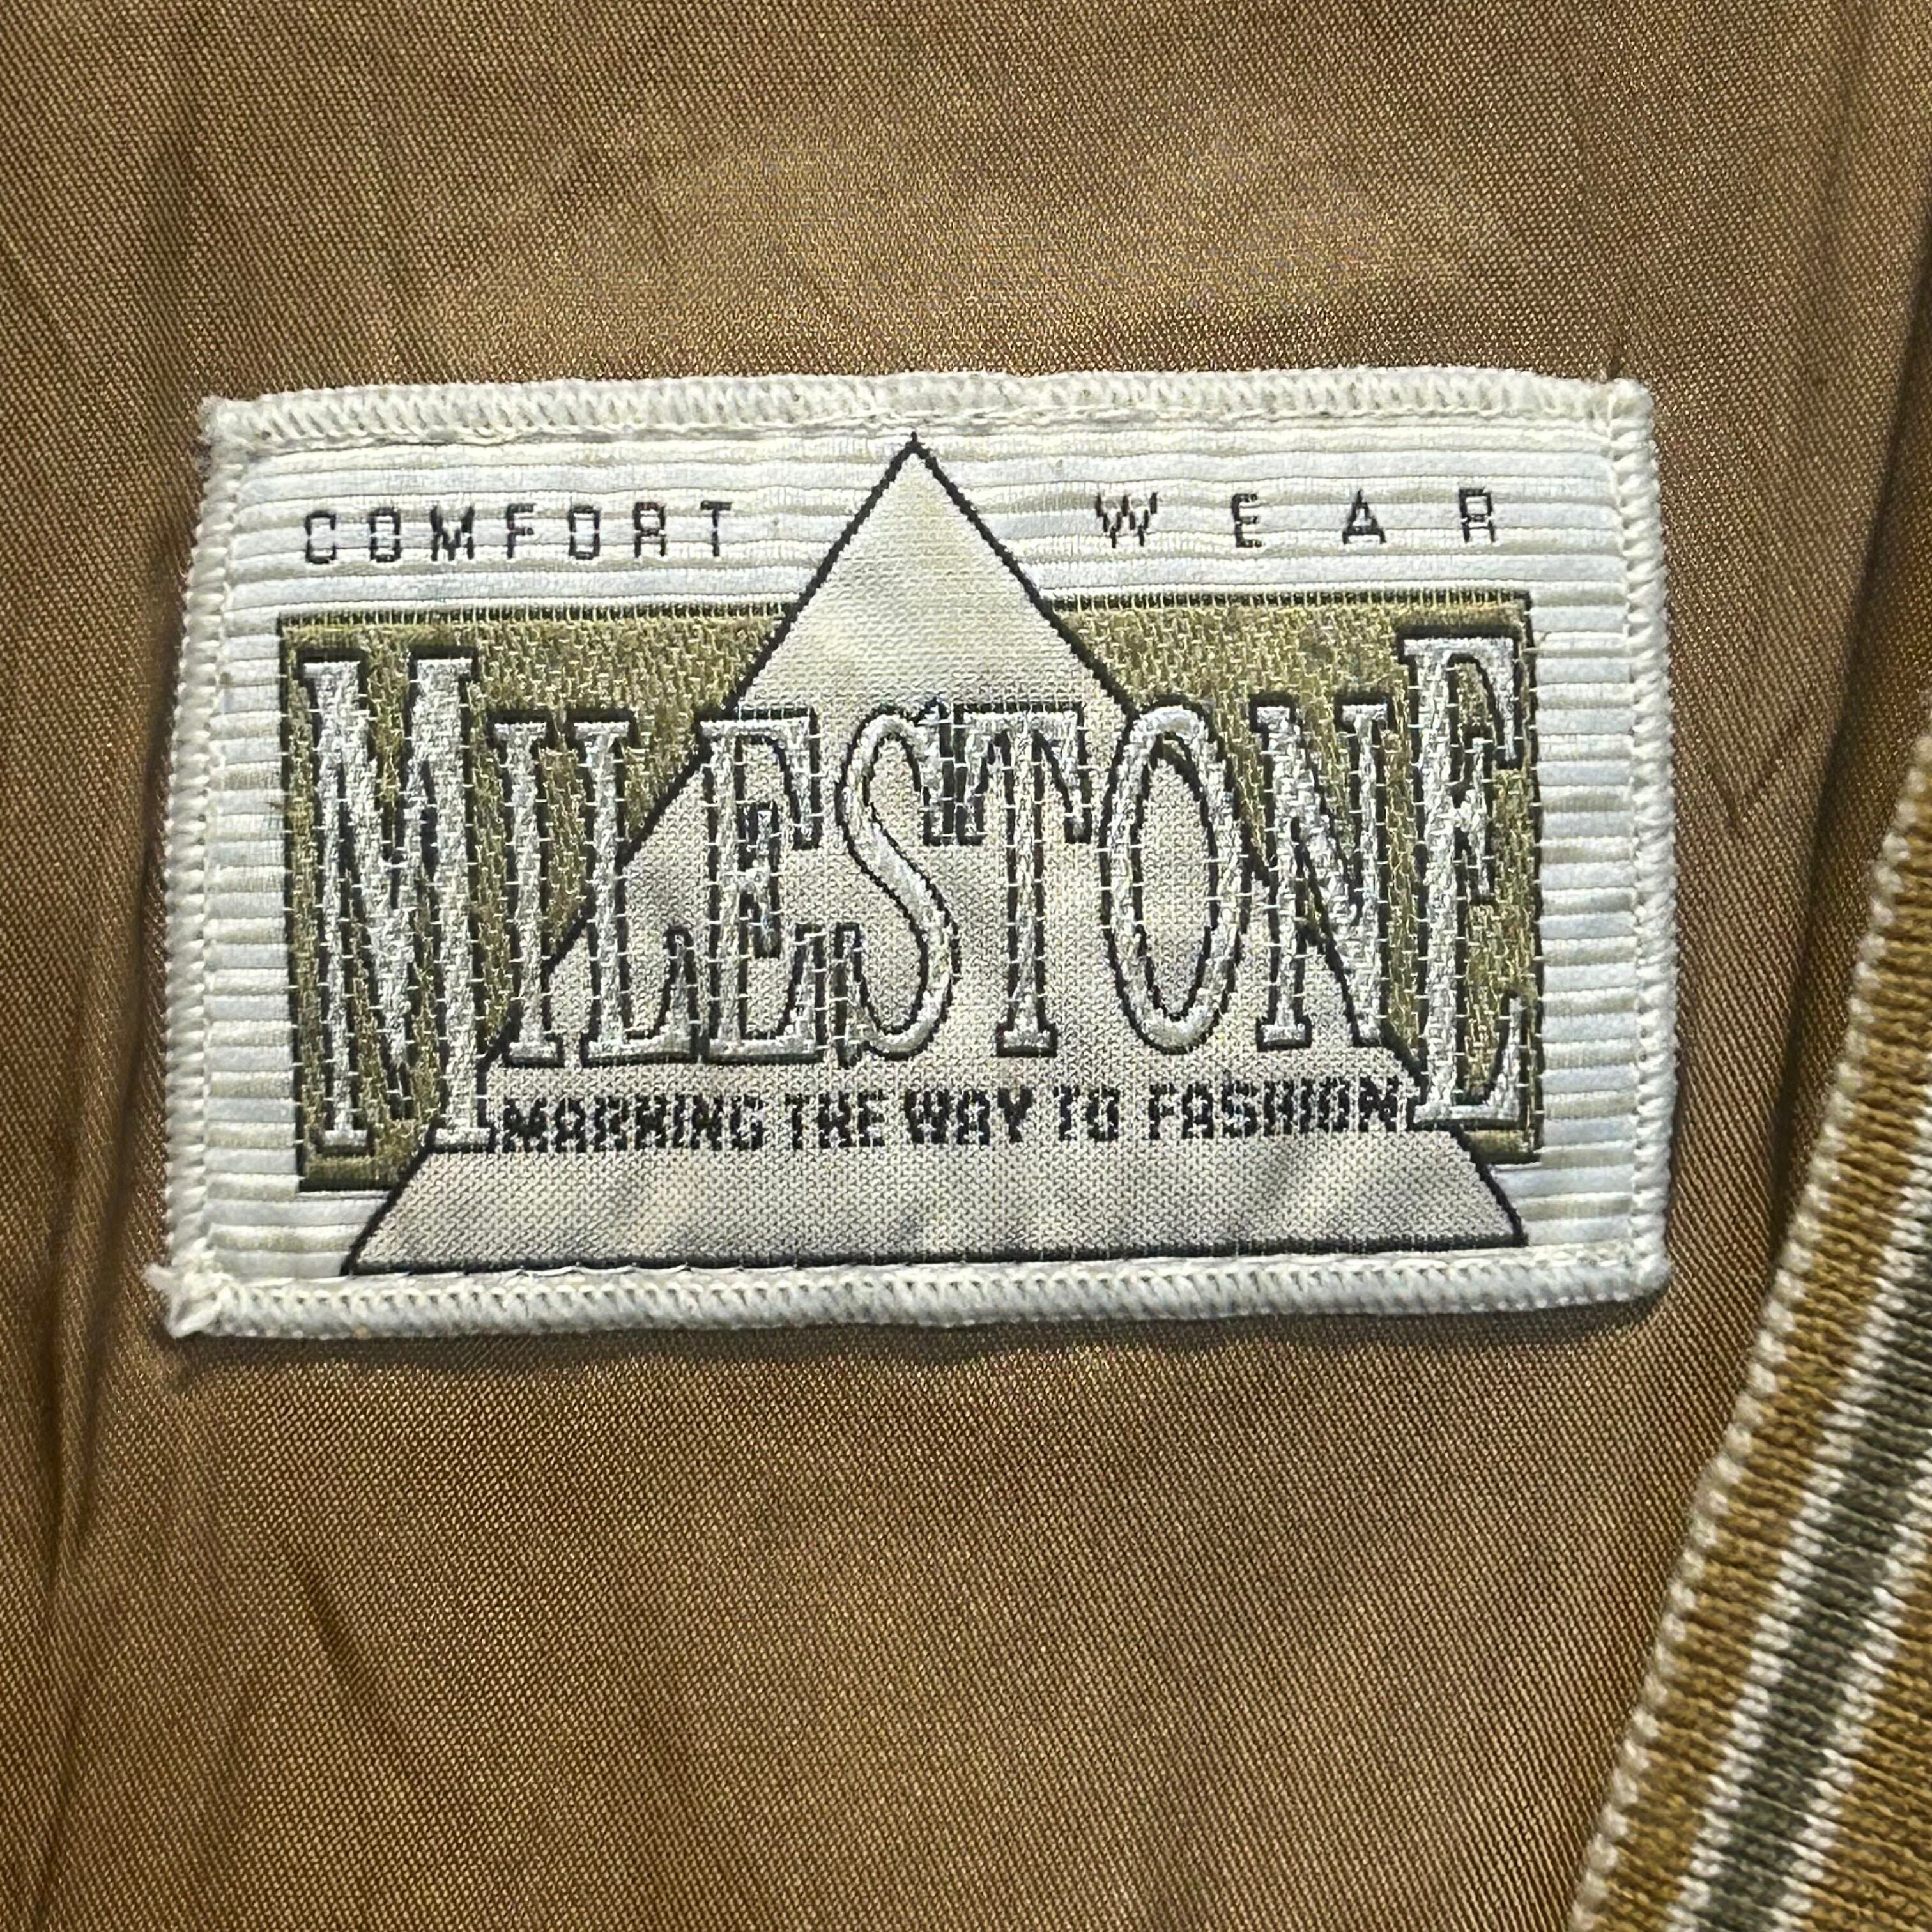 COMFORT WEAR
MILESTONE
MARKING THE WAY TO FASHION